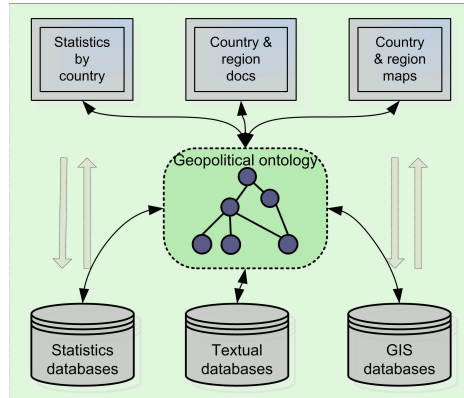 Statistics
by
country
Country &
region
docs
Country
& region
maps
Geopolitical ontology
Statistics
databases
Textual
databases
GIS
databases